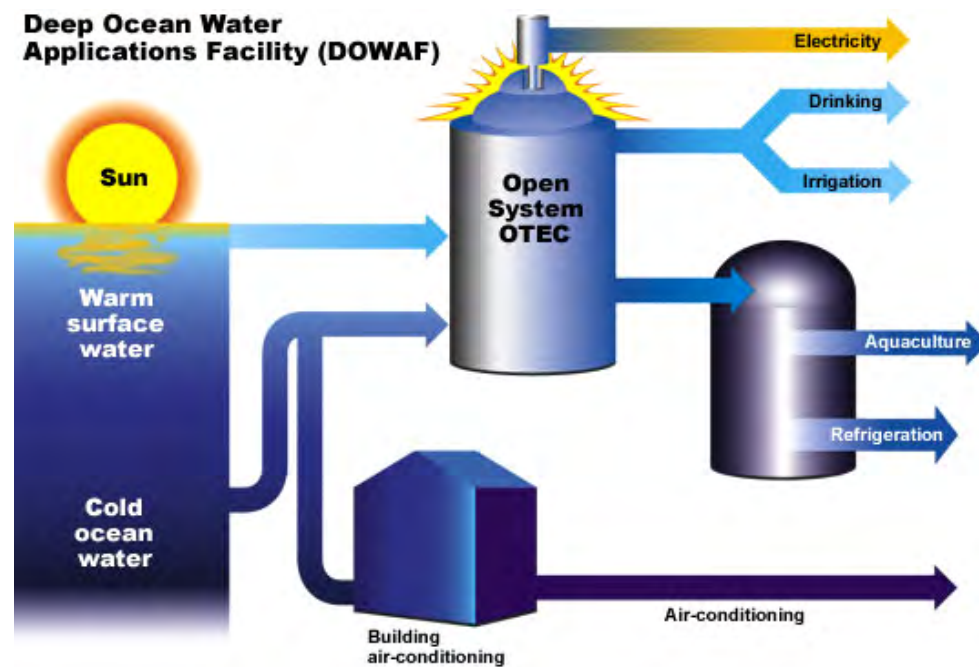 Deep Ocean Water
Applications Facility (DOWAF)
Electricity
Drinking
Irrigation
Sun
Open
System
OTEC
Warm
surface
water
Aquaculture
Refrigeration
Cold
ocean
water
Building
air-conditioning
Air-conditioning